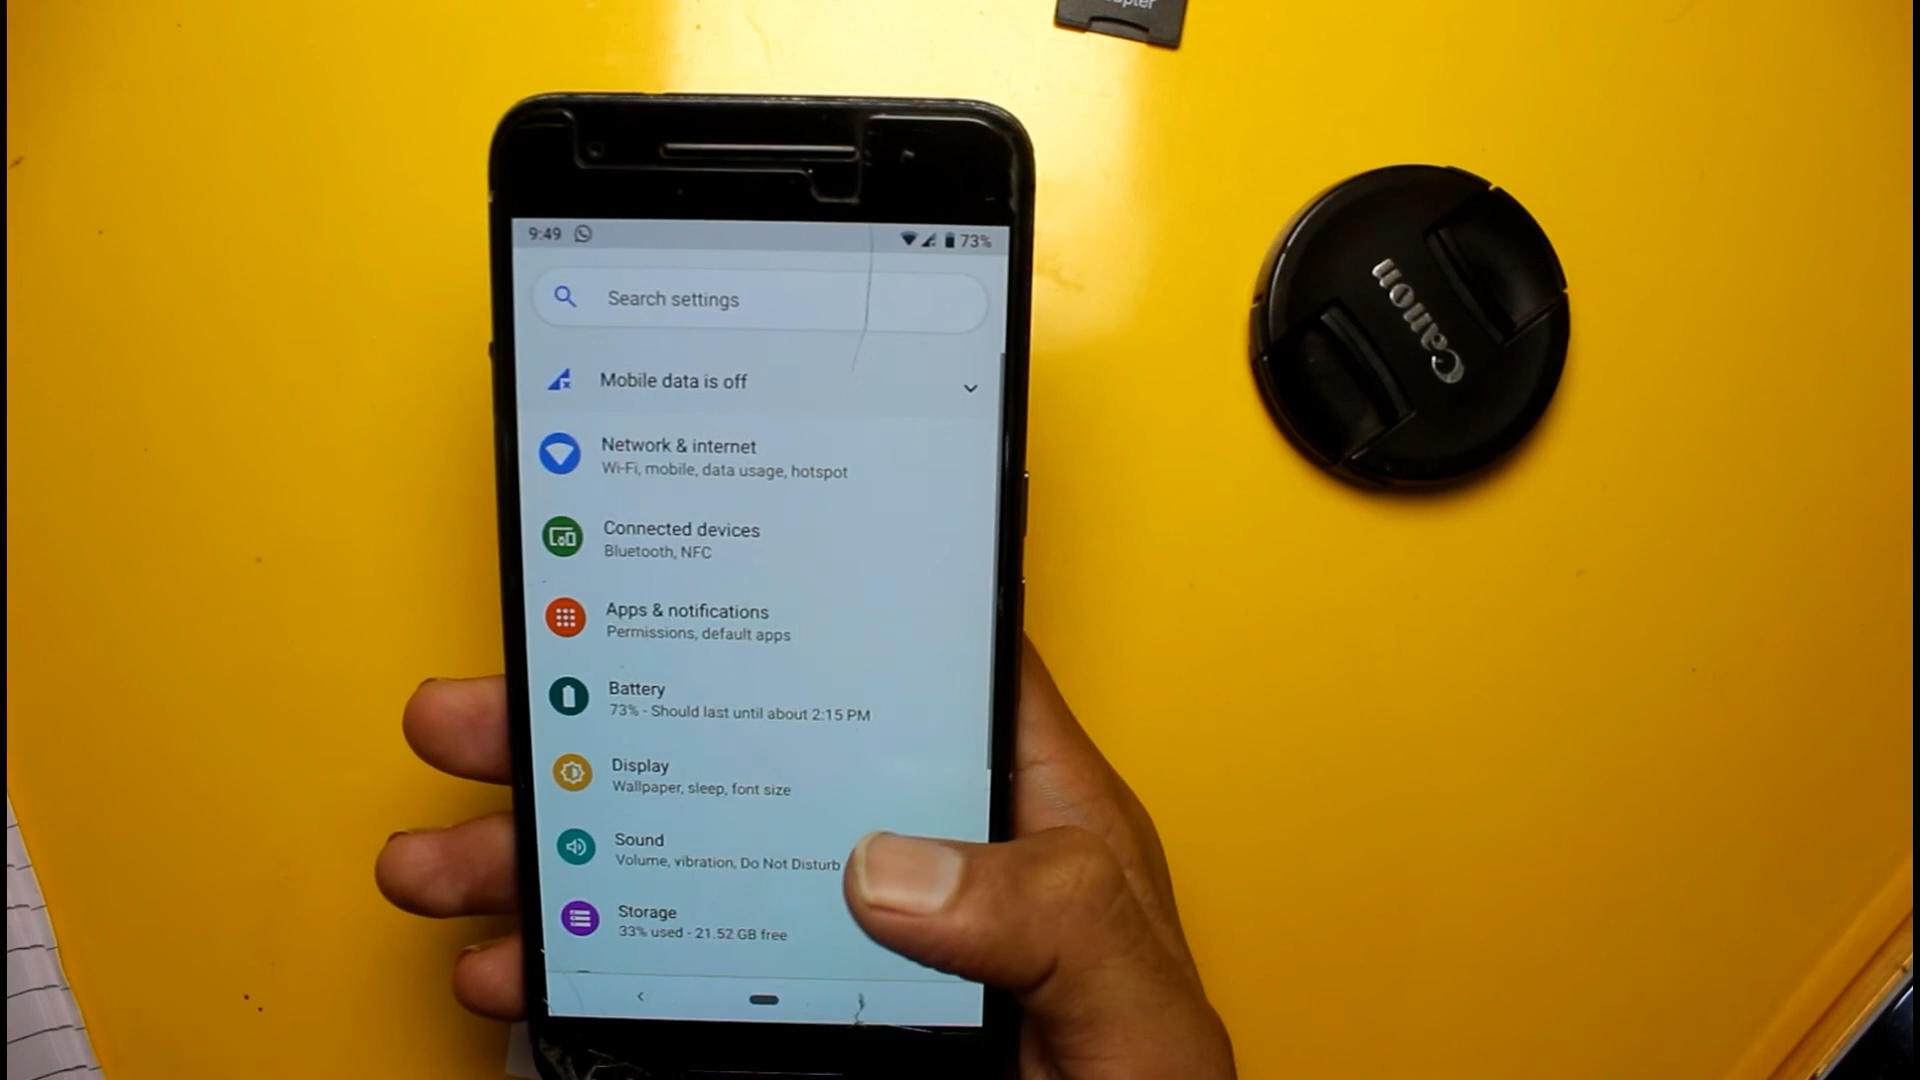 9:49
73%
Search settings
Mobile data is off
Network & internet
Wi-Fi, mobile, data usage, hotspot
Connected devices
Bluetooth, NFC
Apps & notifications
Permissions, default apps
Battery
73% - Should last until about 2:15 PM
Display
Wallpaper, sleep, font size
Sound
Volume, vibration, Do Not Disturb
Storage
33% used - 21.52 GB free
Canon